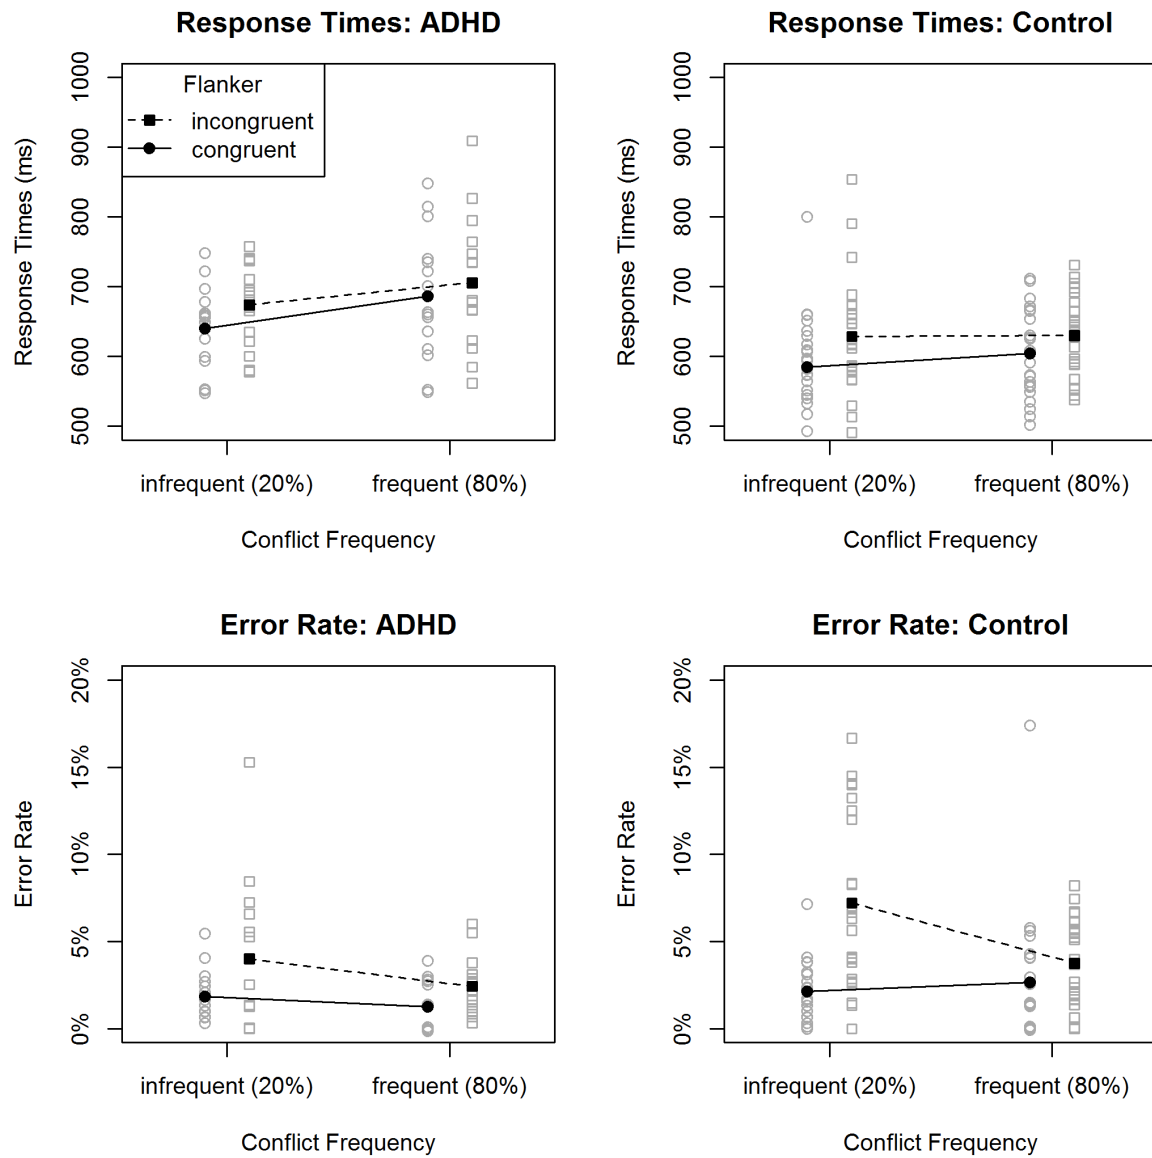 Response Times: ADHD
Response Times (ms)
1000
900
800
700
600
500
Flanker
incongruent
congruent
infrequent (20%)
frequent (80%)
Conflict Frequency
Response Times: Control
Response Times (ms)
1000
900
800
700
600
500
infrequent (20%)
frequent (80%)
Conflict Frequency
Error Rate: ADHD
Error Rate
20%
15%
10%
5%
0%
infrequent (20%)
frequent (80%)
Conflict Frequency
Error Rate: Control
Error Rate
20%
15%
10%
5%
0%
infrequent (20%)
frequent (80%)
Conflict Frequency